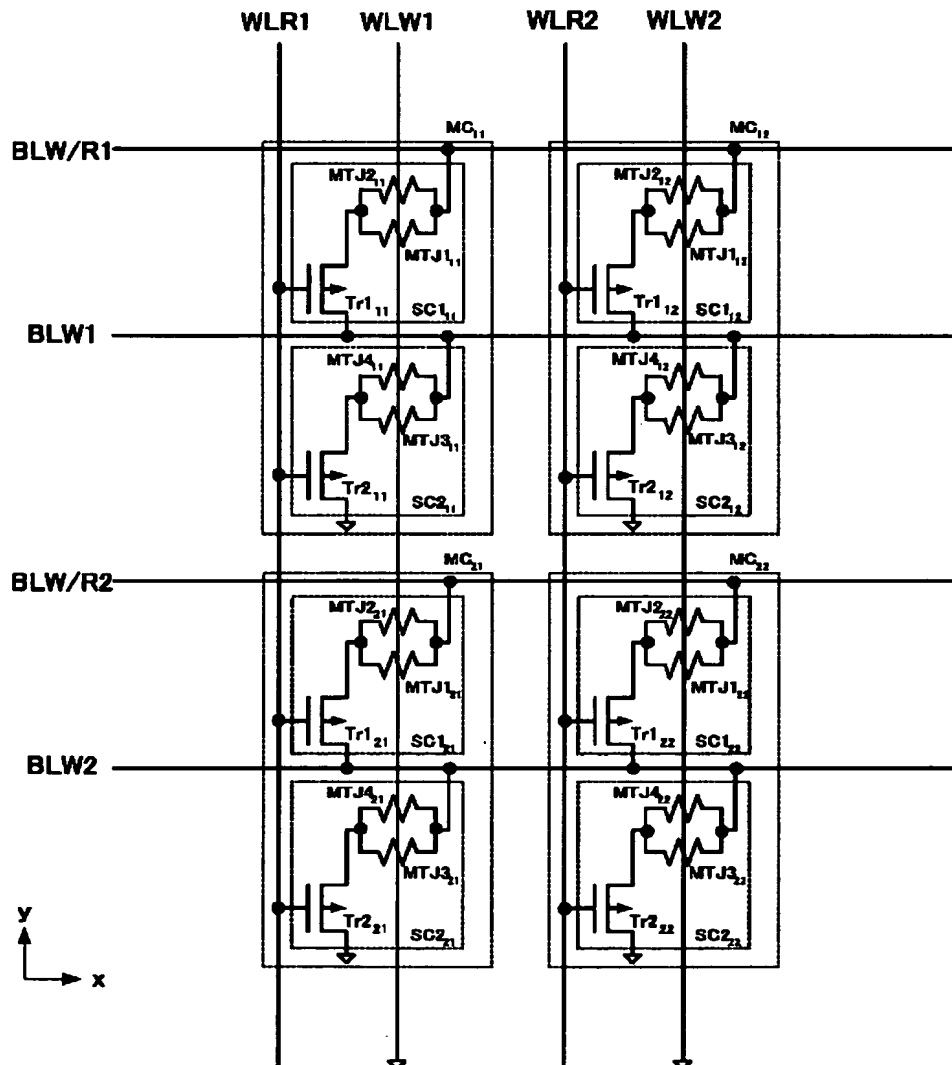 WLR1 WLW1 WLR2 WLW2
MC₁₁ MC₁₂
BLW/R1
MTJ2₁₁ MTJ2₁₂
MTJ1₁₁ MTJ1₁₂
Tr1₁₁ Tr1₁₂
SC1₁₁ SC1₁₂
BLW1
MTJ4₁₁ MTJ4₁₂
MTJ3₁₁ MTJ3₁₂
Tr2₁₁ Tr2₁₂
SC2₁₁ SC2₁₂
MC₂₁ MC₂₂
BLW/R2
MTJ2₂₁ MTJ2₂₂
MTJ1₂₁ MTJ1₂₂
Tr1₂₁ Tr1₂₂
SC1₂₁ SC1₂₂
BLW2
MTJ4₂₁ MTJ4₂₂
MTJ3₂₁ MTJ3₂₂
Tr2₂₁ Tr2₂₂
SC2₂₁ SC2₂₂
y
x